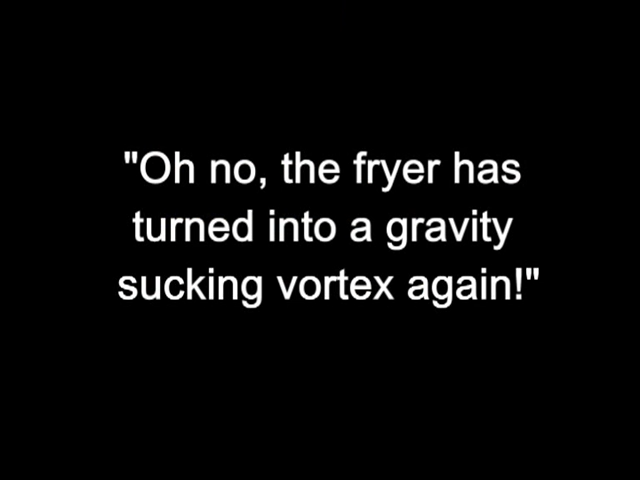 "Oh no, the fryer has
turned into a gravity
sucking vortex again!"